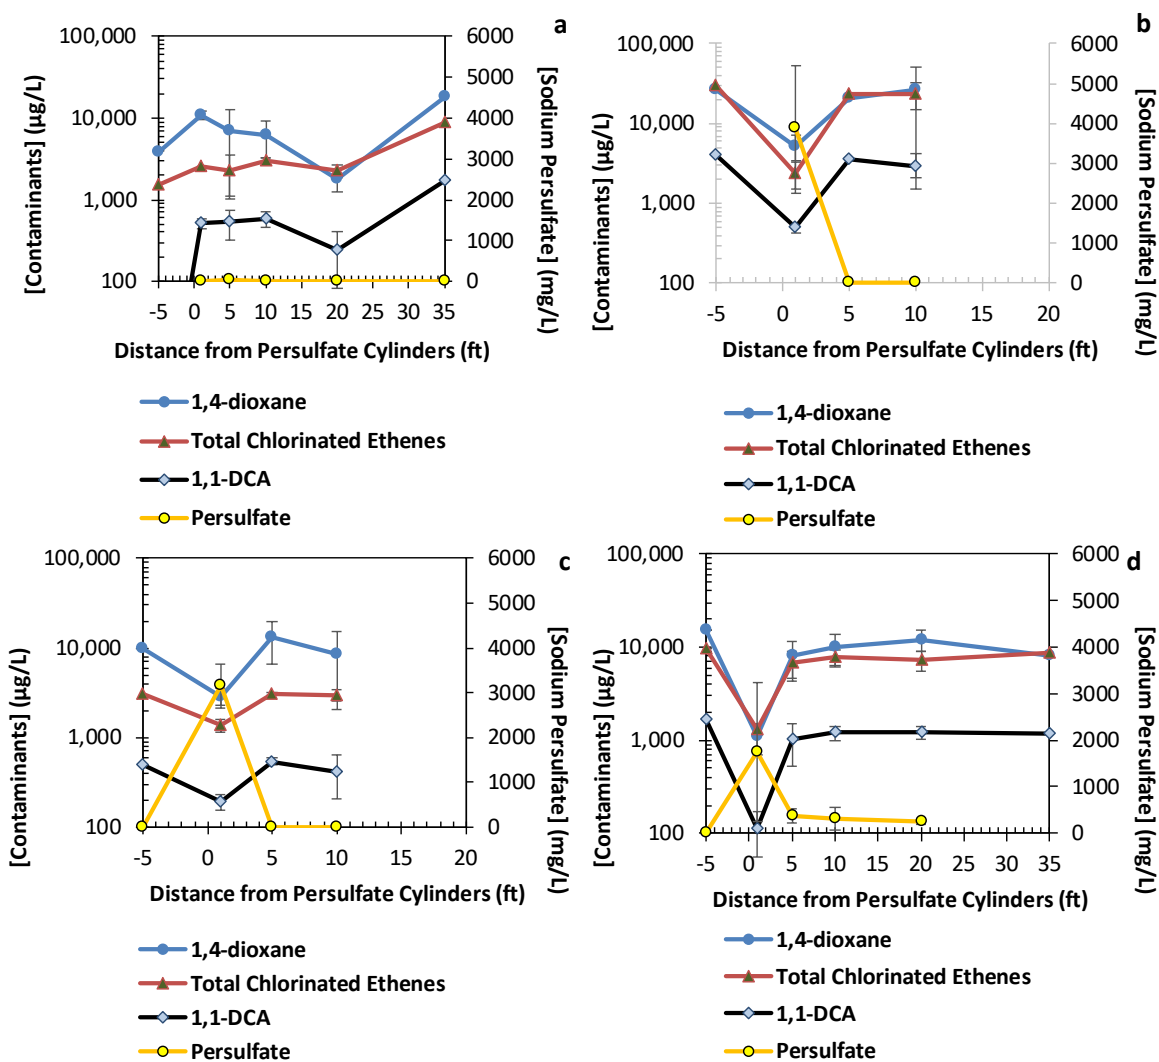 a
100,000
10,000
1,000
100
6000
5000
4000
3000
2000
1000
0
-5 0 5 10 15 20 25 30 35
[Contaminants] (µg/L)
[Sodium Persulfate] (mg/L)
Distance from Persulfate Cylinders (ft)
1,4-dioxane
Total Chlorinated Ethenes
1,1-DCA
Persulfate
b
100,000
10,000
1,000
100
6000
5000
4000
3000
2000
1000
0
-5 0 5 10 15 20
[Contaminants] (µg/L)
[Sodium Persulfate] (mg/L)
Distance from Persulfate Cylinders (ft)
1,4-dioxane
Total Chlorinated Ethenes
1,1-DCA
Persulfate
c
100,000
10,000
1,000
100
6000
5000
4000
3000
2000
1000
0
-5 0 5 10 15 20
[Contaminants] (µg/L)
[Sodium Persulfate] (mg/L)
Distance from Persulfate Cylinders (ft)
1,4-dioxane
Total Chlorinated Ethenes
1,1-DCA
Persulfate
d
100,000
10,000
1,000
100
6000
5000
4000
3000
2000
1000
0
-5 0 5 10 15 20 25 30 35
[Contaminants] (µg/L)
[Sodium Persulfate] (mg/L)
Distance from Persulfate Cylinders (ft)
1,4-dioxane
Total Chlorinated Ethenes
1,1-DCA
Persulfate